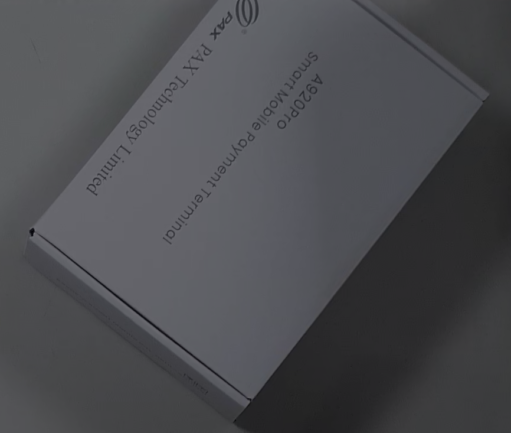 PAX PAX Technology Limited
A920Pro
Smart Mobile Payment Terminal